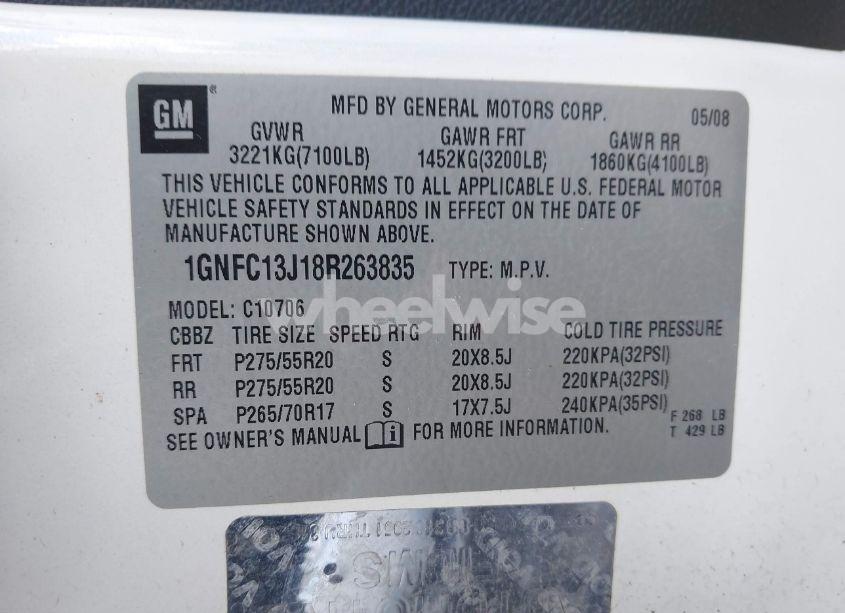 GM
MFD BY GENERAL MOTORS CORP. 05/08
GVWR GAWR FRT GAWR RR
3221KG(7100LB) 1452KG(3200LB) 1860KG(4100LB)
THIS VEHICLE CONFORMS TO ALL APPLICABLE U.S. FEDERAL MOTOR
VEHICLE SAFETY STANDARDS IN EFFECT ON THE DATE OF
MANUFACTURE SHOWN ABOVE.
1GNFC13J18R263835 TYPE: M.P.V.
wheelwise
MODEL: C10706
CBBZ TIRE SIZE SPEED RTG RIM COLD TIRE PRESSURE
FRT P275/55R20 S 20X8.5J 220KPA(32PSI)
RR P275/55R20 S 20X8.5J 220KPA(32PSI)
SPA P265/70R17 S 17X7.5J 240KPA(35PSI)
F 268 LB
T 429 LB
SEE OWNER'S MANUAL FOR MORE INFORMATION.